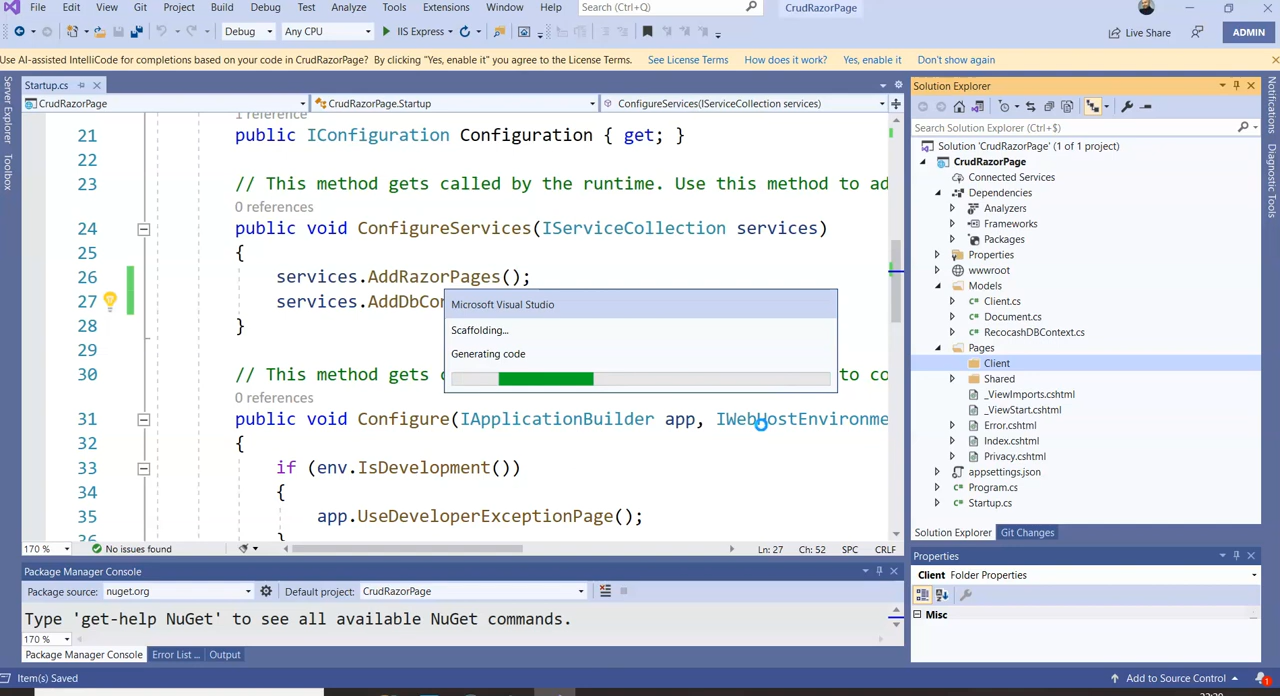 File Edit View Git Project Build Debug Test Analyze Tools Extensions Window Help Search (Ctrl+Q) CrudRazorPage
Debug Any CPU IIS Express Live Share ADMIN
Use AI-assisted IntelliCode for completions based on your code in CrudRazorPage? By clicking "Yes, enable it" you agree to the License Terms. See License Terms How does it work? Yes, enable it Don't show again
Server Explorer
Toolbox
Startup.cs
CrudRazorPage CrudRazorPage.Startup ConfigureServices(IServiceCollection services)
1 reference
21 public IConfiguration Configuration { get; }
22
23 // This method gets called by the runtime. Use this method to ad
0 references
24 public void ConfigureServices(IServiceCollection services)
25 {
26 services.AddRazorPages();
27 services.AddDbCo
28 }
29
30 // This method gets to co
0 references
31 public void Configure(IApplicationBuilder app, IWebHostEnvironme
32 {
33 if (env.IsDevelopment())
34 {
35 app.UseDeveloperExceptionPage();
36 }
Microsoft Visual Studio
Scaffolding...
Generating code
170 % No issues found Ln: 27 Ch: 52 SPC CRLF
Package Manager Console
Package source: nuget.org Default project: CrudRazorPage
Type 'get-help NuGet' to see all available NuGet commands.
170 %
Package Manager Console Error List ... Output
Solution Explorer
Search Solution Explorer (Ctrl+$)
Solution 'CrudRazorPage' (1 of 1 project)
CrudRazorPage
Connected Services
Dependencies
Analyzers
Frameworks
Packages
Properties
wwwroot
Models
Client.cs
Document.cs
RecocashDBContext.cs
Pages
Client
Shared
_ViewImports.cshtml
_ViewStart.cshtml
Error.cshtml
Index.cshtml
Privacy.cshtml
appsettings.json
Program.cs
Startup.cs
Solution Explorer Git Changes
Properties
Client Folder Properties
Misc
Notifications
Diagnostic Tools
Item(s) Saved Add to Source Control 1